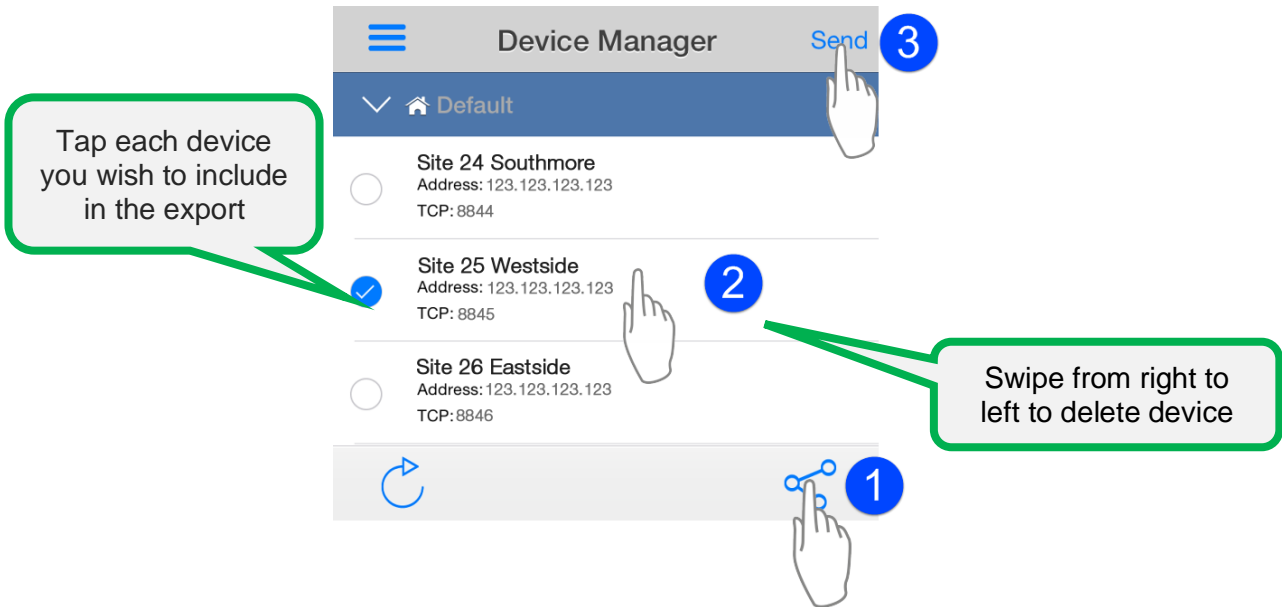 Device Manager
Send
3
Default
Tap each device
you wish to include
in the export
Site 24 Southmore
Address: 123.123.123.123
TCP: 8844
Site 25 Westside
Address: 123.123.123.123
TCP: 8845
2
Site 26 Eastside
Address: 123.123.123.123
TCP: 8846
Swipe from right to
left to delete device
1